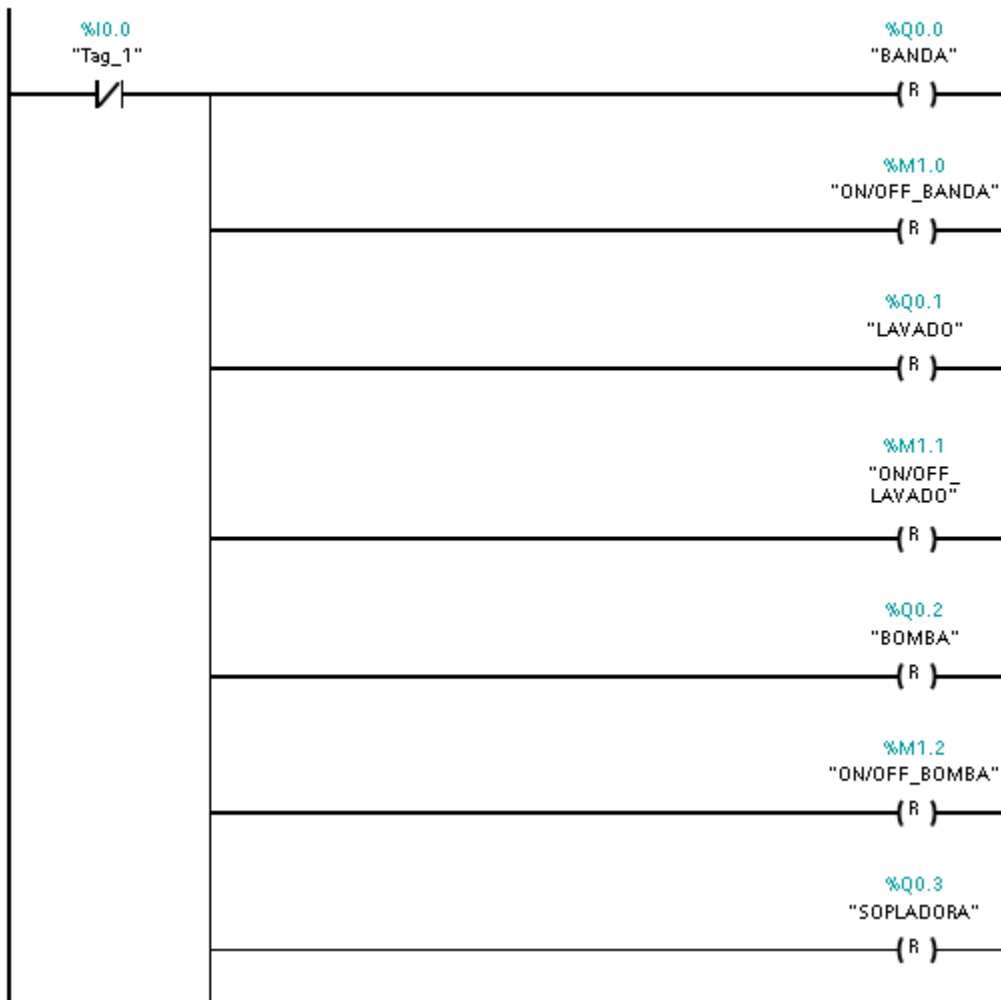 %I0.0
"Tag_1"
%Q0.0
"BANDA"
( R )
%M1.0
"ON/OFF_BANDA"
( R )
%Q0.1
"LAVADO"
( R )
%M1.1
"ON/OFF_
LAVADO"
( R )
%Q0.2
"BOMBA"
( R )
%M1.2
"ON/OFF_BOMBA"
( R )
%Q0.3
"SOPLADORA"
( R )